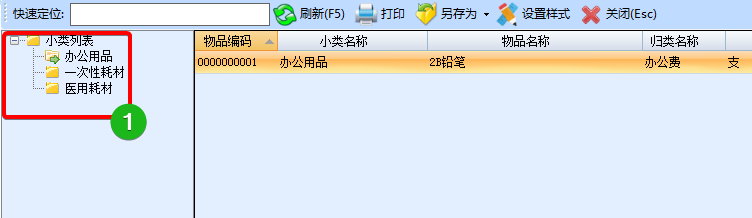 快速定位: 刷新(F5) 打印 另存为 设置样式 关闭(Esc)
小类列表
办公用品
一次性耗材
医用耗材
1
物品编码 小类名称 物品名称 归类名称
0000000001 办公用品 2B铅笔 办公费 支